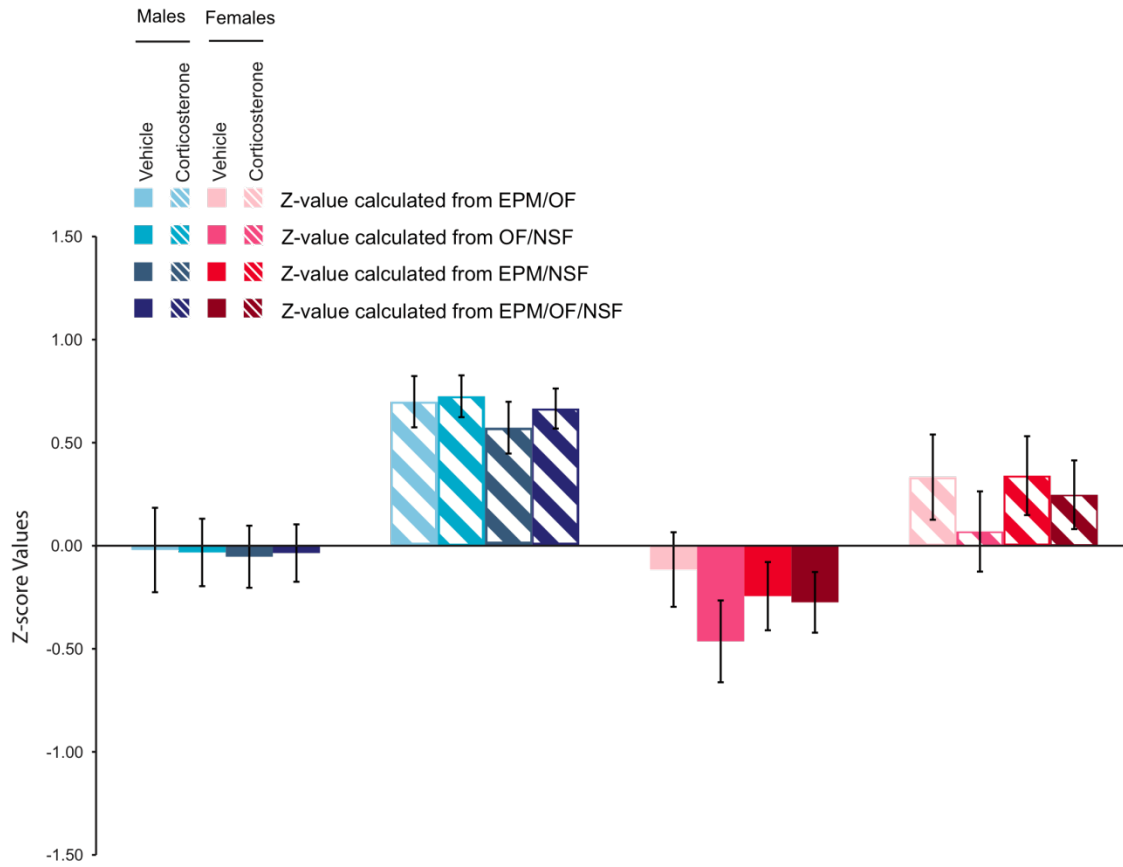 Males Females
Vehicle
Corticosterone
Vehicle
Corticosterone
Z-value calculated from EPM/OF
Z-value calculated from OF/NSF
Z-value calculated from EPM/NSF
Z-value calculated from EPM/OF/NSF
1.50
1.00
0.50
0.00
-0.50
-1.00
-1.50
Z-score Values